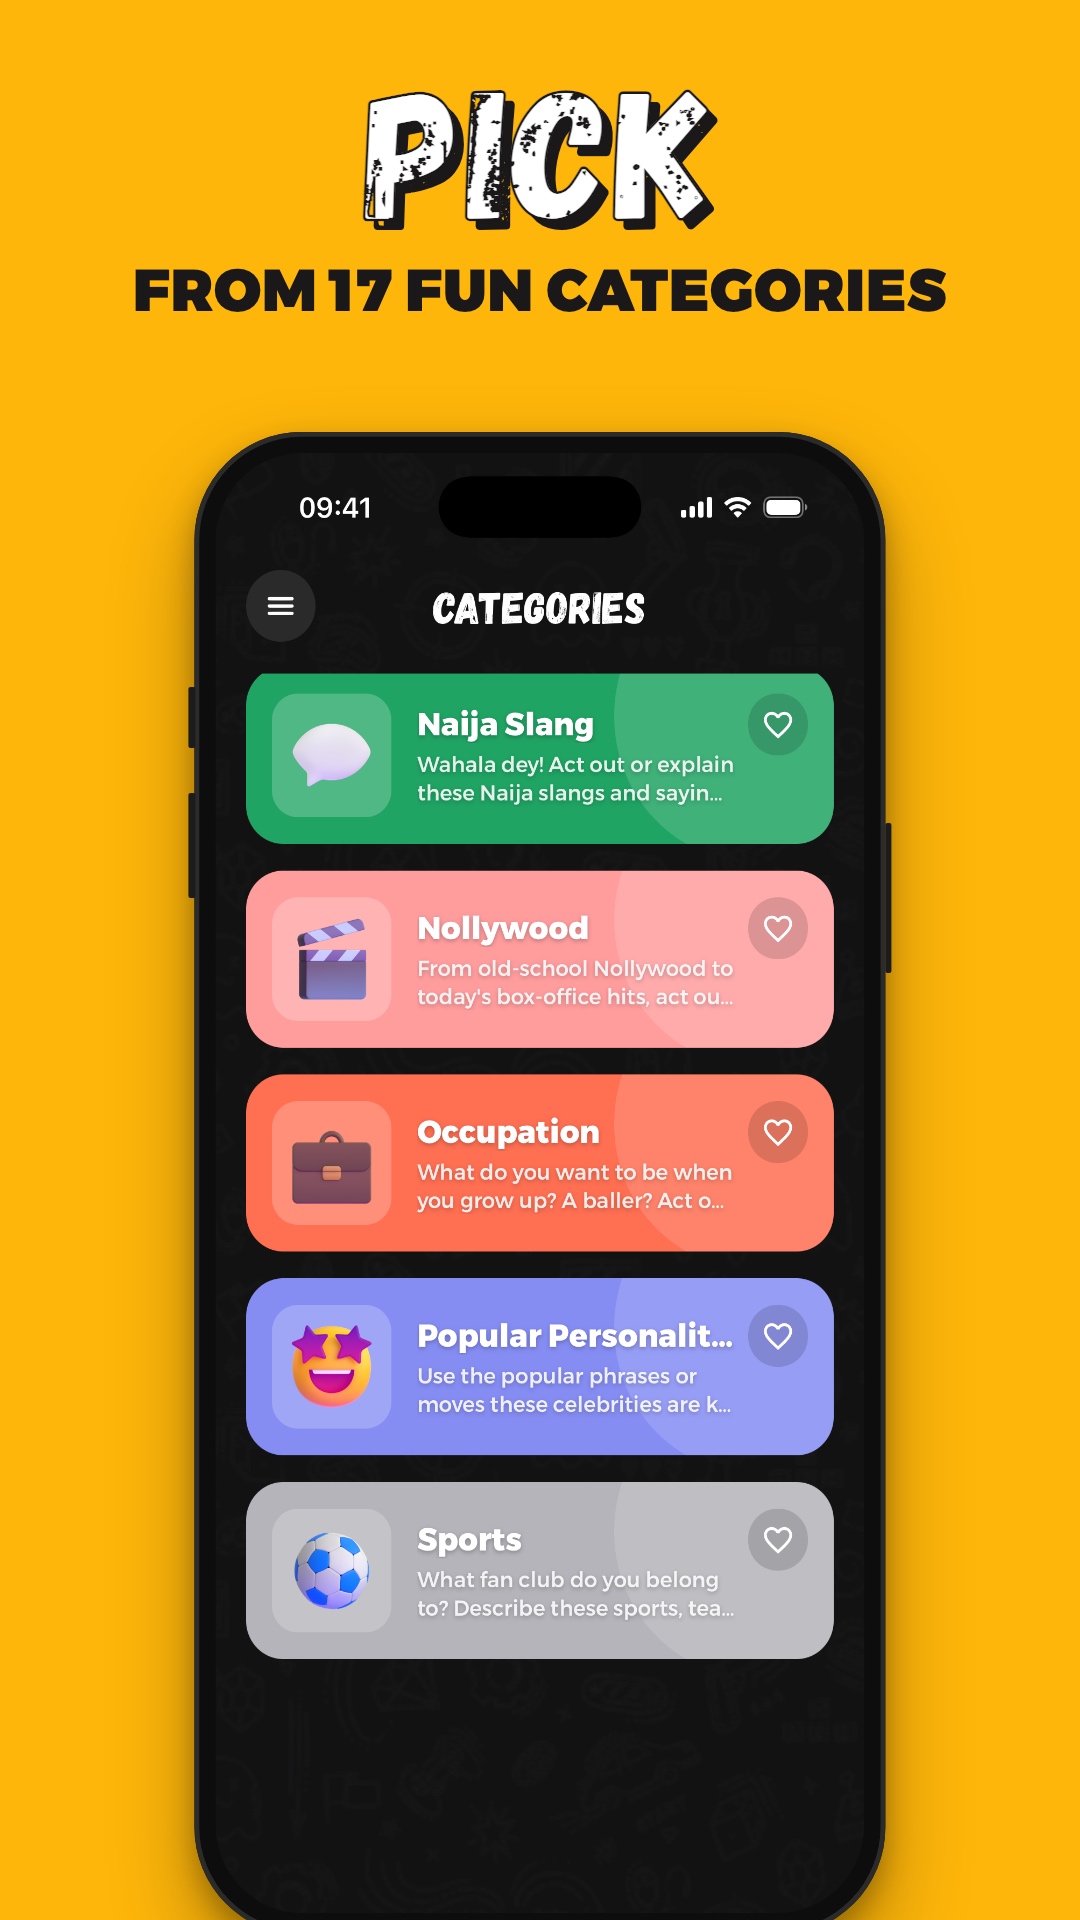 PICK
FROM 17 FUN CATEGORIES
09:41
CATEGORIES
Naija Slang
Wahala dey! Act out or explain
these Naija slangs and sayin...
Nollywood
From old-school Nollywood to
today's box-office hits, act ou...
Occupation
What do you want to be when
you grow up? A baller? Act o...
Popular Personalit...
Use the popular phrases or
moves these celebrities are k...
Sports
What fan club do you belong
to? Describe these sports, tea...